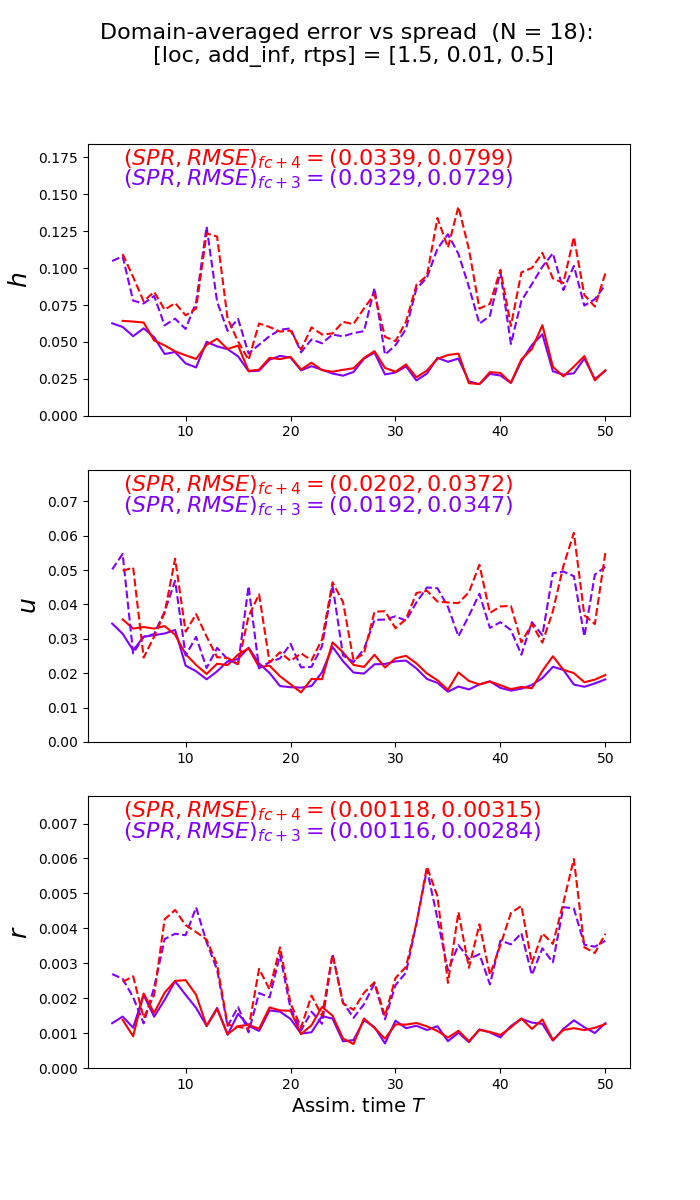 Domain-averaged error vs spread (N = 18):
[loc, add_inf, rtps] = [1.5, 0.01, 0.5]
(SPR, RMSE)fc+4 = (0.0339, 0.0799)
(SPR, RMSE)fc+3 = (0.0329, 0.0729)
0.175
0.150
0.125
0.100
0.075
0.050
0.025
0.000
h
10 20 30 40 50
(SPR, RMSE)fc+4 = (0.0202, 0.0372)
(SPR, RMSE)fc+3 = (0.0192, 0.0347)
0.07
0.06
0.05
0.04
0.03
0.02
0.01
0.00
u
10 20 30 40 50
(SPR, RMSE)fc+4 = (0.00118, 0.00315)
(SPR, RMSE)fc+3 = (0.00116, 0.00284)
0.007
0.006
0.005
0.004
0.003
0.002
0.001
0.000
r
10 20 30 40 50
Assim. time T